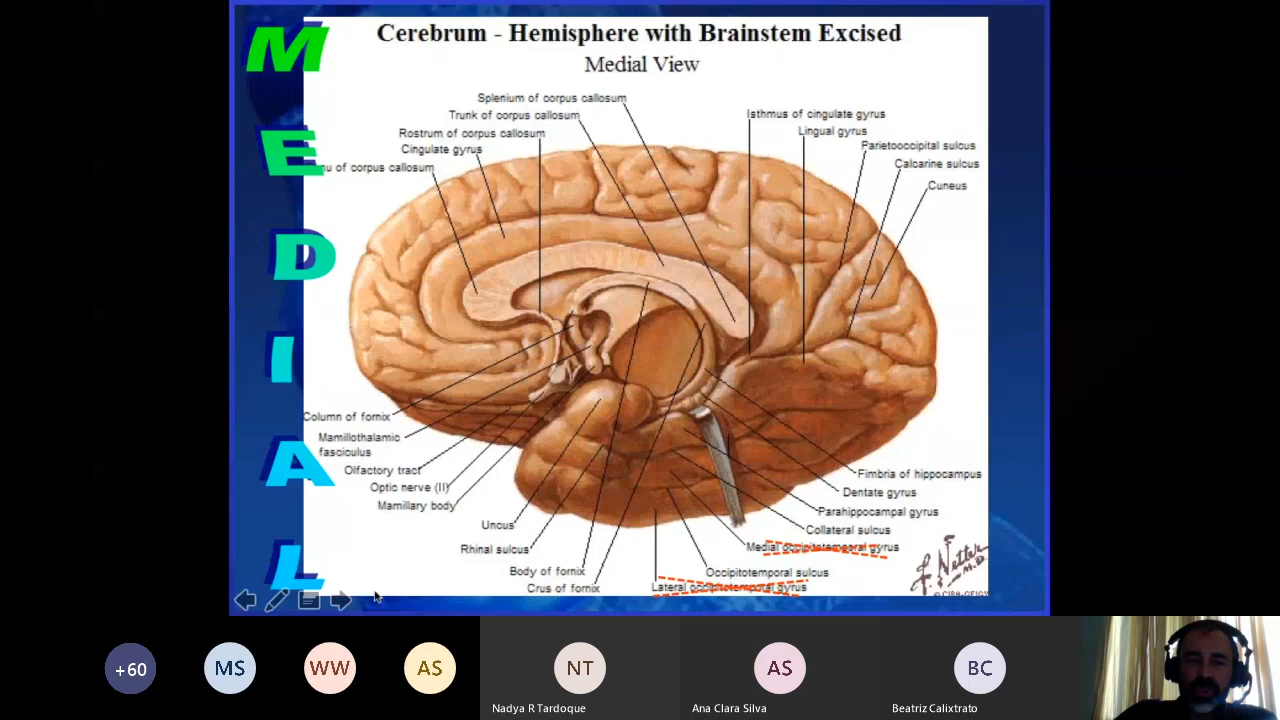 MEDIAL
Cerebrum - Hemisphere with Brainstem Excised
Medial View
Splenium of corpus callosum
Trunk of corpus callosum
Rostrum of corpus callosum
Cingulate gyrus
nu of corpus callosum
Isthmus of cingulate gyrus
Lingual gyrus
Parietooccipital sulcus
Calcarine sulcus
Cuneus
Column of fornix
Mamillothalamic
fasciculus
Olfactory tract
Optic nerve (II)
Mamillary body
Uncus
Rhinal sulcus
Body of fornix
Crus of fornix
Fimbria of hippocampus
Dentate gyrus
Parahippocampal gyrus
Collateral sulcus
Medial occipitotemporal gyrus
Occipitotemporal sulcus
Lateral occipitotemporal gyrus
F. Netter
M.D.
© CIBA-GEIGY
+60
MS
WW
AS
NT
AS
BC
Nadya R Tardoque
Ana Clara Silva
Beatriz Calixtrato